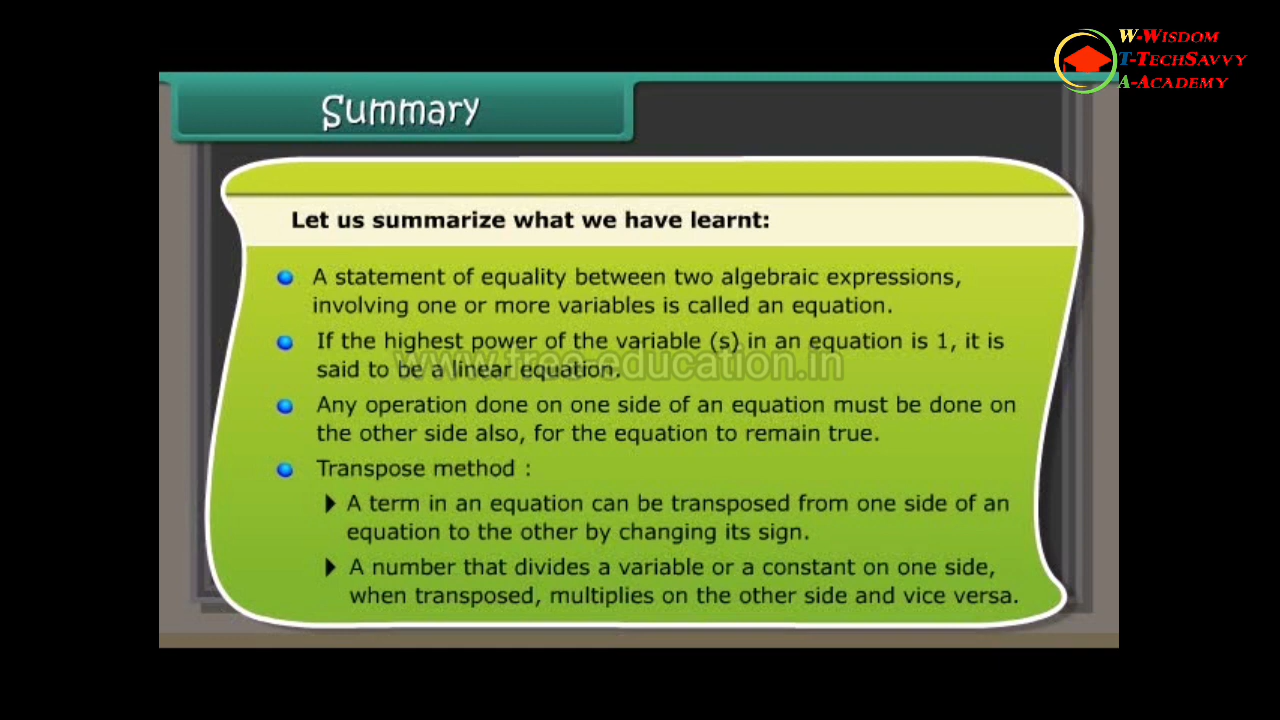 W-Wisdom
T-TechSavvy
A-Academy
Summary
Let us summarize what we have learnt:
A statement of equality between two algebraic expressions,
involving one or more variables is called an equation.
If the highest power of the variable (s) in an equation is 1, it is
said to be a linear equation.
www.free-education.in
Any operation done on one side of an equation must be done on
the other side also, for the equation to remain true.
Transpose method :
A term in an equation can be transposed from one side of an
equation to the other by changing its sign.
A number that divides a variable or a constant on one side,
when transposed, multiplies on the other side and vice versa.